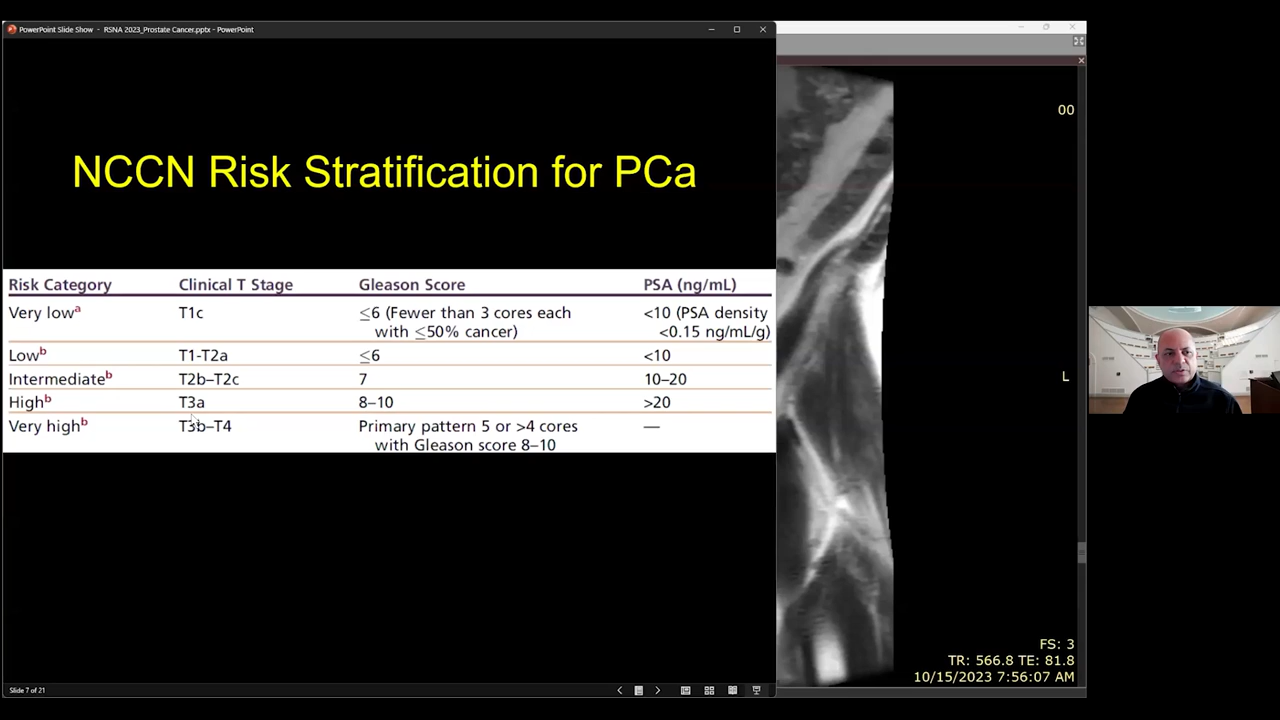 PowerPoint Slide Show - RSNA 2023_Prostate Cancer.pptx - PowerPoint
NCCN Risk Stratification for PCa
Risk Category Clinical T Stage Gleason Score PSA (ng/mL)
Very lowᵃ T1c ≤6 (Fewer than 3 cores each <10 (PSA density
with ≤50% cancer) <0.15 ng/mL/g)
Lowᵇ T1-T2a ≤6 <10
Intermediateᵇ T2b–T2c 7 10–20
Highᵇ T3a 8–10 >20
Very highᵇ T3b–T4 Primary pattern 5 or >4 cores —
with Gleason score 8–10
Slide 7 of 21
00
L
FS: 3
TR: 566.8 TE: 81.8
10/15/2023 7:56:07 AM